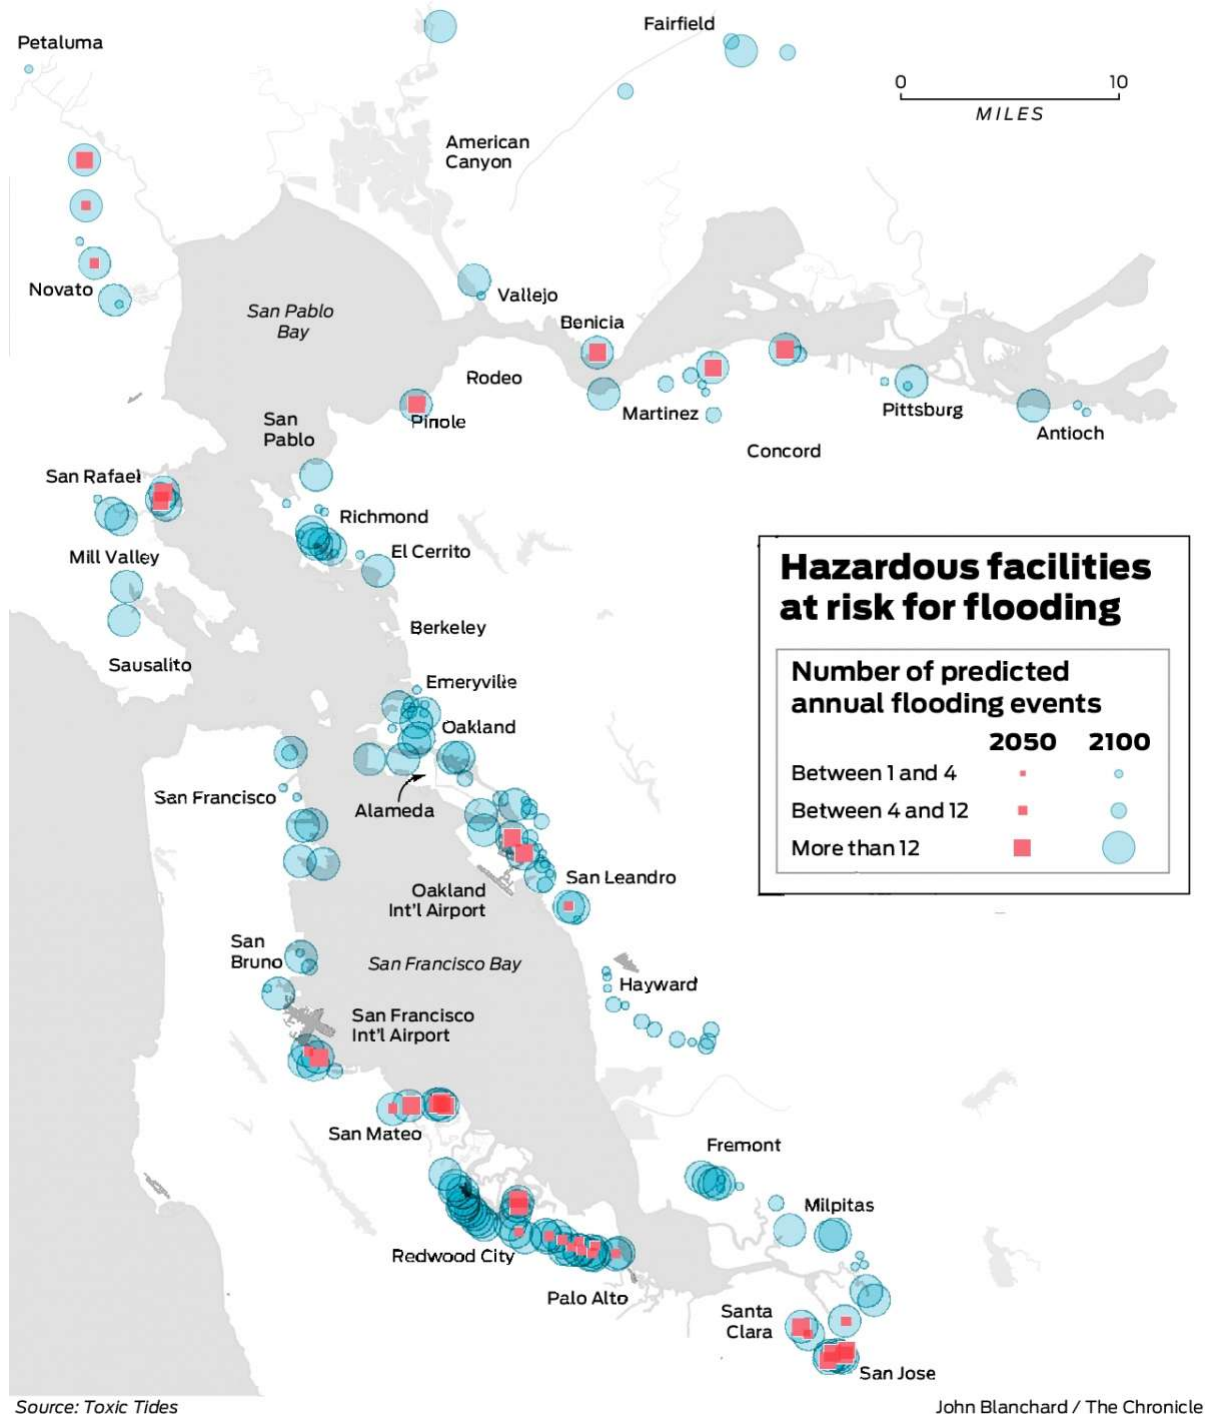 Petaluma
Fairfield
0 10
MILES
American
Canyon
Novato
San Pablo
Bay
Vallejo
Benicia
Rodeo
Pinole
Martinez
Pittsburg
Antioch
Concord
San
Pablo
San Rafael
Richmond
El Cerrito
Mill Valley
Berkeley
Sausalito
Hazardous facilities
at risk for flooding
Number of predicted
annual flooding events
2050 2100
Between 1 and 4
Between 4 and 12
More than 12
Emeryville
Oakland
San Francisco
Alameda
San Leandro
Oakland
Int'l Airport
San
Bruno
San Francisco Bay
Hayward
San Francisco
Int'l Airport
San Mateo
Fremont
Milpitas
Redwood City
Palo Alto
Santa
Clara
San Jose
Source: Toxic Tides
John Blanchard / The Chronicle